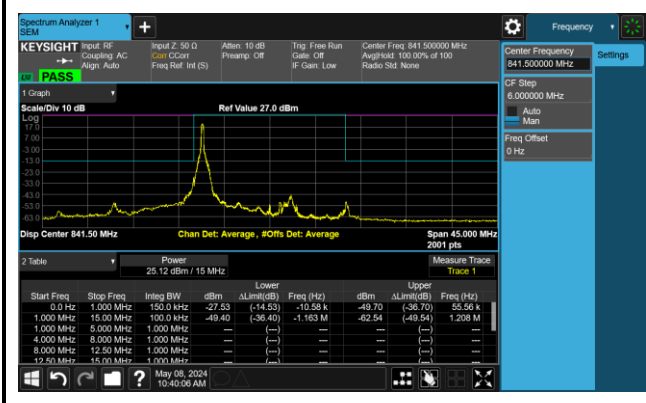 Spectrum Analyzer 1
SEM
Frequency
KEYSIGHT
Input: RF
Coupling: AC
Align: Auto
Input Z: 50 Ω
Corr CCorr
Freq Ref: Int (S)
Atten: 10 dB
Preamp: Off
Trig: Free Run
Gate: Off
IF Gain: Low
Center Freq: 841.500000 MHz
Avg|Hold: 100.00% of 100
Radio Std: None
PASS
Center Frequency
841.500000 MHz
Settings
CF Step
6.000000 MHz
Auto
Man
Freq Offset
0 Hz
1 Graph
Scale/Div 10 dB
Ref Value 27.0 dBm
Log
17.0
7.00
-3.00
-13.0
-23.0
-33.0
-43.0
-53.0
-63.0
Disp Center 841.50 MHz
Chan Det: Average, #Offs Det: Average
Span 45.000 MHz
2001 pts
2 Table
Power
25.12 dBm / 15 MHz
Measure Trace
Trace 1
Lower
Upper
Start Freq Stop Freq Integ BW dBm ΔLimit(dB) Freq (Hz) dBm ΔLimit(dB) Freq (Hz)
0.0 Hz 1.000 MHz 150.0 kHz -27.53 (-14.53) -10.58 k -49.70 (-36.70) 55.56 k
1.000 MHz 15.00 MHz 100.0 kHz -49.40 (-36.40) -1.163 M -62.54 (-49.54) 1.208 M
1.000 MHz 5.000 MHz 1.000 MHz --- (---) --- --- (---) ---
4.000 MHz 8.000 MHz 1.000 MHz --- (---) --- --- (---) ---
8.000 MHz 12.50 MHz 1.000 MHz --- (---) --- --- (---) ---
12.50 MHz 15.00 MHz 1.000 MHz --- (---) --- --- (---) ---
May 08, 2024
10:40:06 AM